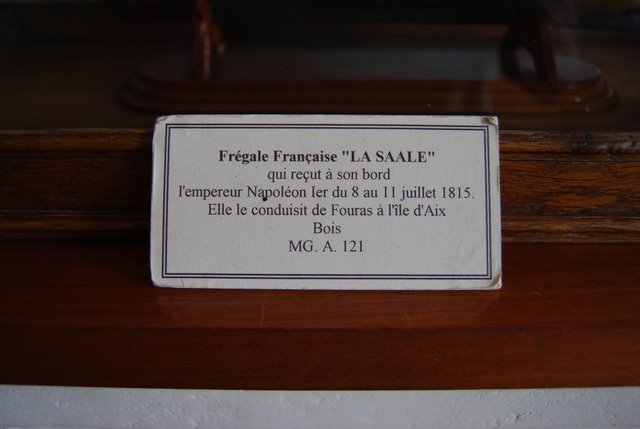 Frégale Française "LA SAALE"
qui reçut à son bord
l'empereur Napoléon Ier du 8 au 11 juillet 1815.
Elle le conduisit de Fouras à l'île d'Aix
Bois
MG. A. 121